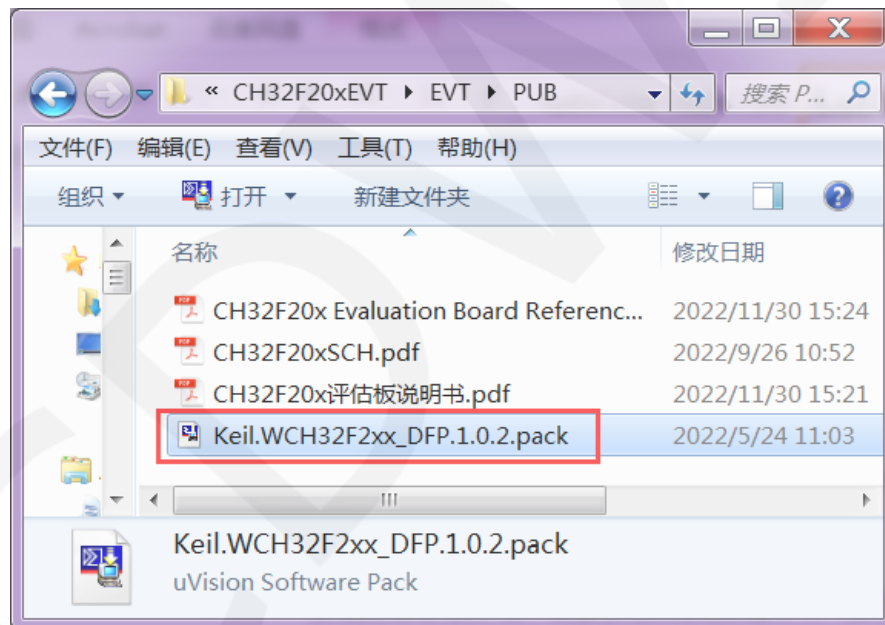 « CH32F20xEVT ▸ EVT ▸ PUB
搜索 P...
文件(F) 编辑(E) 查看(V) 工具(T) 帮助(H)
组织 打开 新建文件夹
名称 修改日期
CH32F20x Evaluation Board Referenc... 2022/11/30 15:24
CH32F20xSCH.pdf 2022/9/26 10:52
CH32F20x评估板说明书.pdf 2022/11/30 15:21
Keil.WCH32F2xx_DFP.1.0.2.pack 2022/5/24 11:03
Keil.WCH32F2xx_DFP.1.0.2.pack
uVision Software Pack